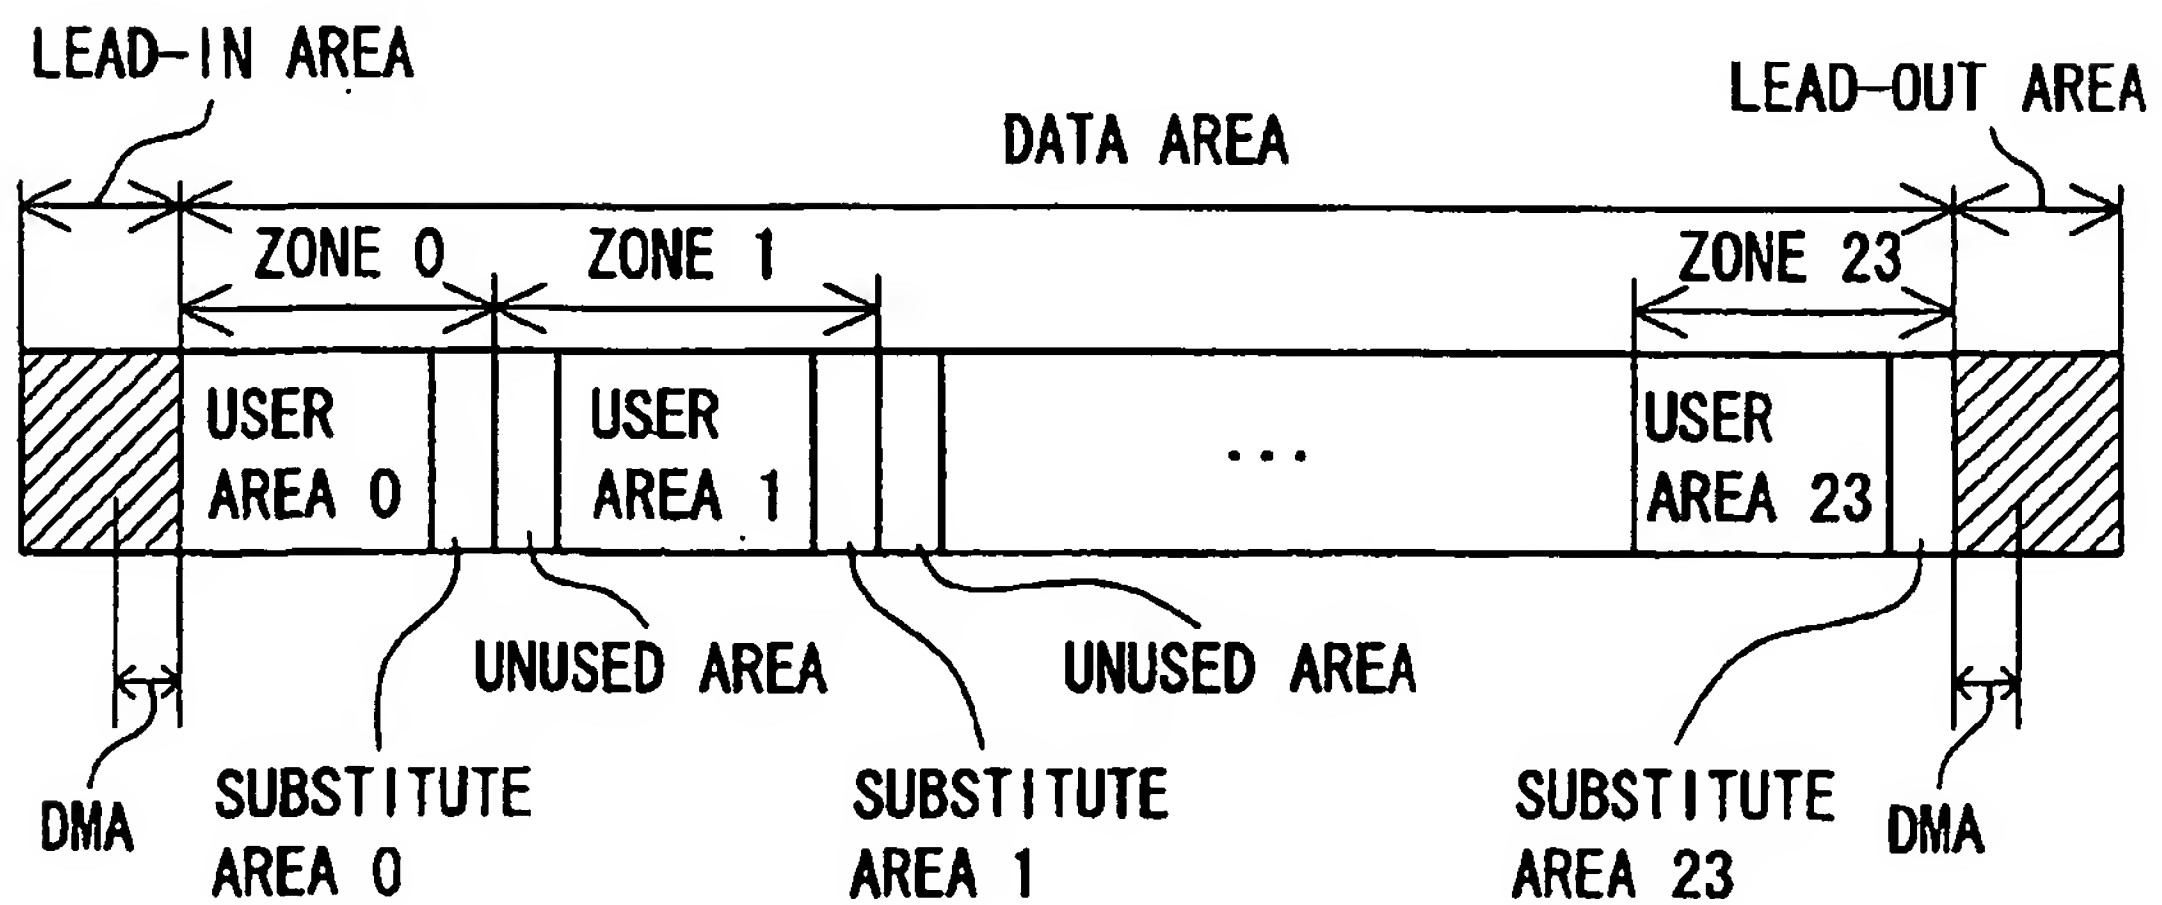 LEAD-IN AREA
LEAD-OUT AREA
DATA AREA
ZONE 0
ZONE 1
ZONE 23
USER
AREA 0
USER
AREA 1
...
USER
AREA 23
UNUSED AREA
UNUSED AREA
DMA
SUBSTITUTE
AREA 0
SUBSTITUTE
AREA 1
SUBSTITUTE
AREA 23
DMA